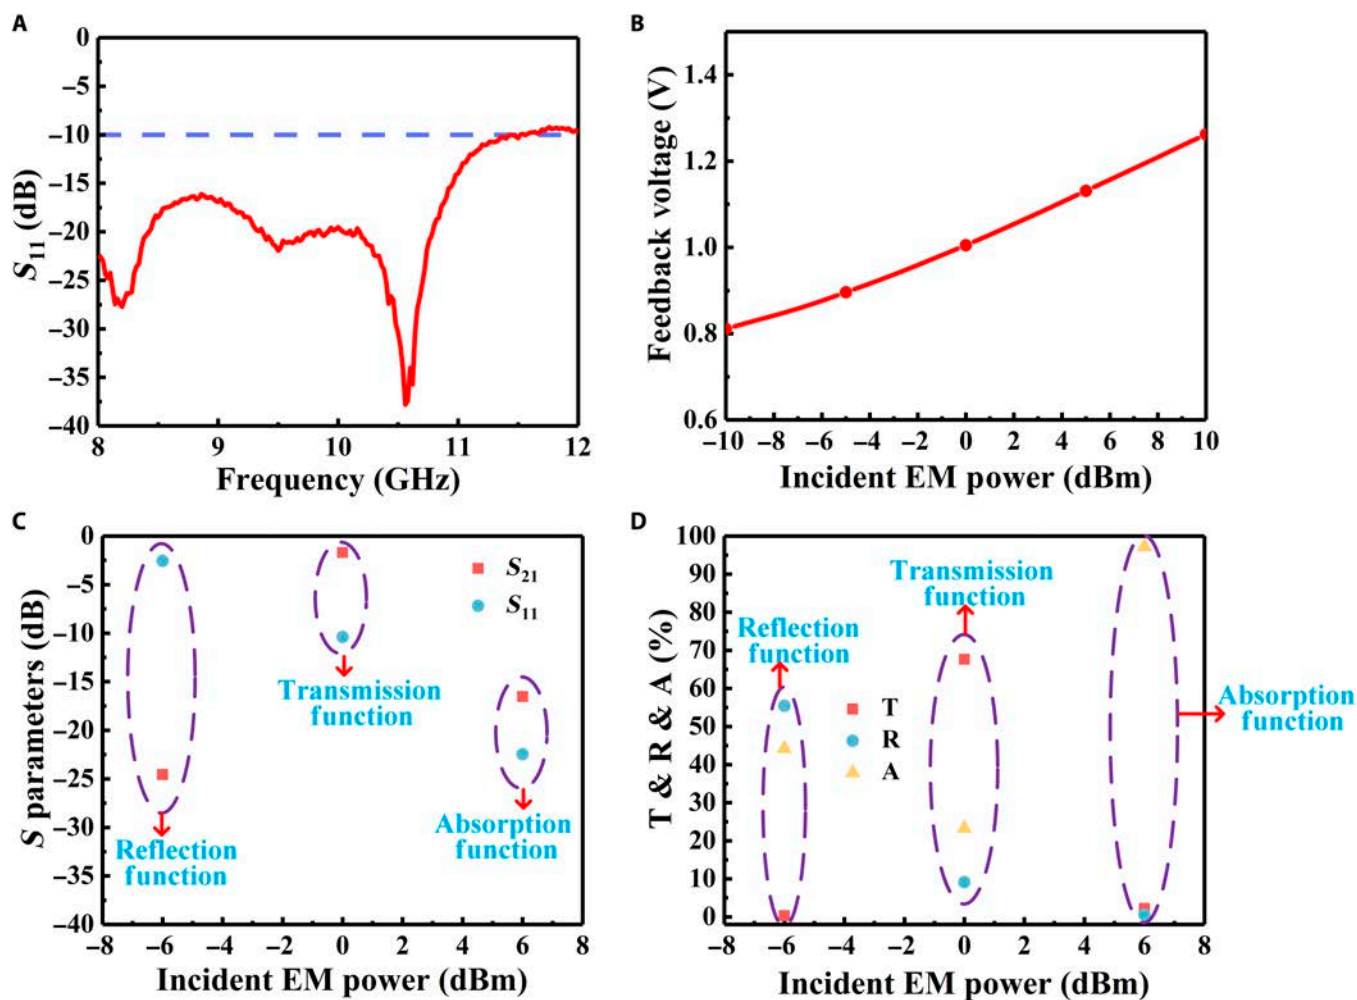 A
0
−5
−10
−15
−20
−25
−30
−35
−40
S11 (dB)
8
9
10
11
12
Frequency (GHz)
B
1.4
1.2
1.0
0.8
0.6
Feedback voltage (V)
−10
−6
−4
−2
0
2
4
6
10
Incident EM power (dBm)
C
0
−5
−10
−15
−20
−25
−30
−35
−40
S parameters (dB)
S21
S11
Transmission
function
Absorption
function
Reflection
function
−8
−6
−4
−2
0
2
4
6
8
Incident EM power (dBm)
D
100
90
80
70
60
50
40
30
20
10
0
T & R & A (%)
Transmission
function
Reflection
function
Absorption
function
T
R
A
−8
−6
−4
−2
0
2
4
6
8
Incident EM power (dBm)